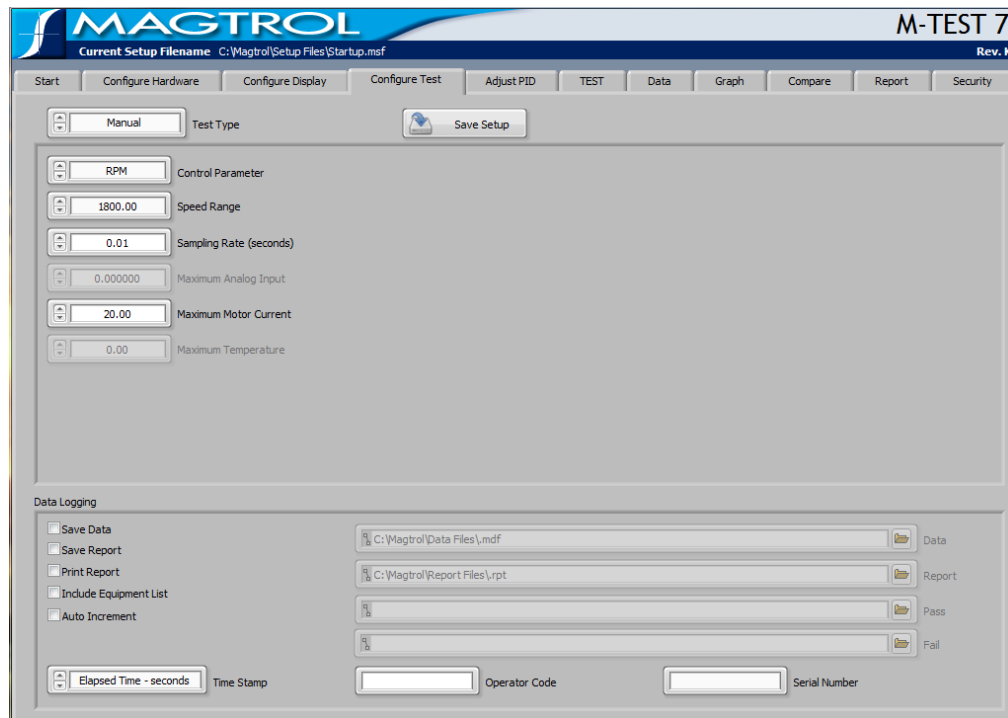 MAGTROL
M-TEST 7
Current Setup Filename C:\Magtrol\Setup Files\Startup.msf
Rev.
Start Configure Hardware Configure Display Configure Test Adjust PID TEST Data Graph Compare Report Security
Manual Test Type Save Setup
RPM Control Parameter
1800.00 Speed Range
0.01 Sampling Rate (seconds)
0.000000 Maximum Analog Input
20.00 Maximum Motor Current
0.00 Maximum Temperature
Data Logging
Save Data
C:\Magtrol\Data Files\.mdf Data
Save Report
Print Report
C:\Magtrol\Report Files\.rpt Report
Include Equipment List
Pass
Auto Increment
Fail
Elapsed Time - seconds Time Stamp Operator Code Serial Number